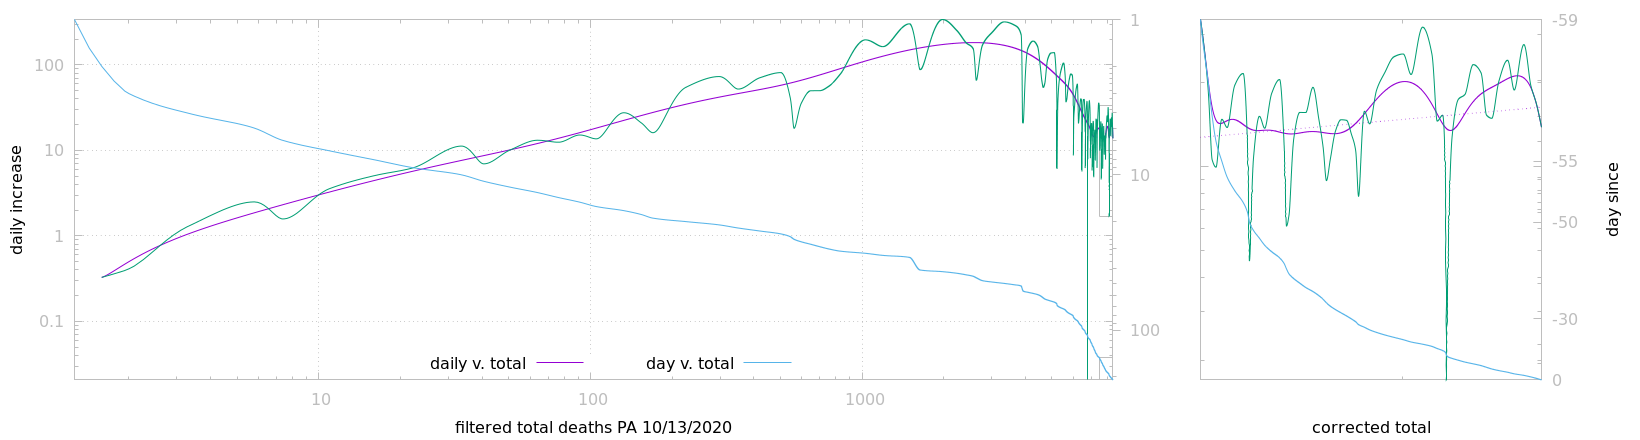 daily increase
100
10
1
0.1
10
100
1000
1
10
100
daily v. total
day v. total
filtered total deaths PA 10/13/2020
-59
-55
-50
-30
0
day since
corrected total